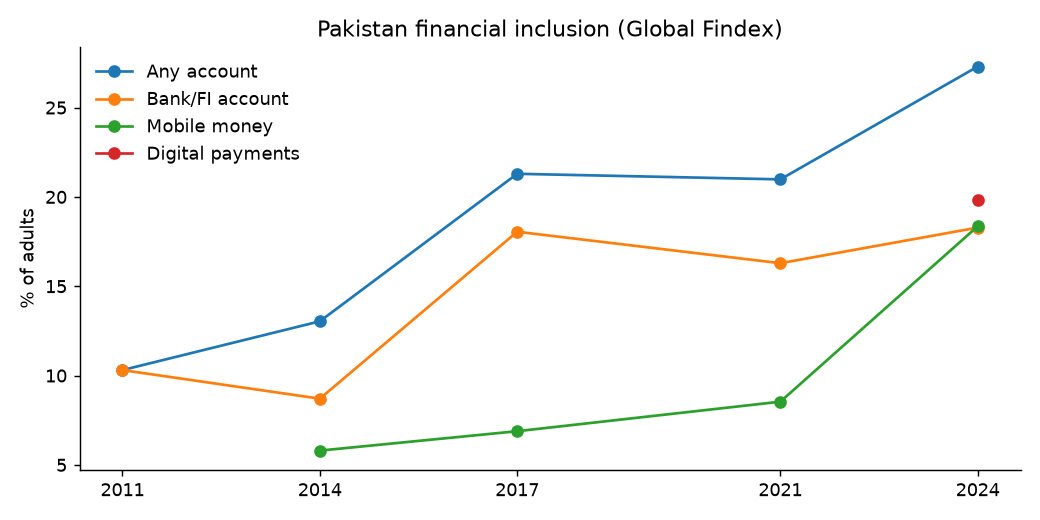 Pakistan financial inclusion (Global Findex)
Any account
Bank/FI account
Mobile money
Digital payments
% of adults
25
20
15
10
5
2011 2014 2017 2021 2024